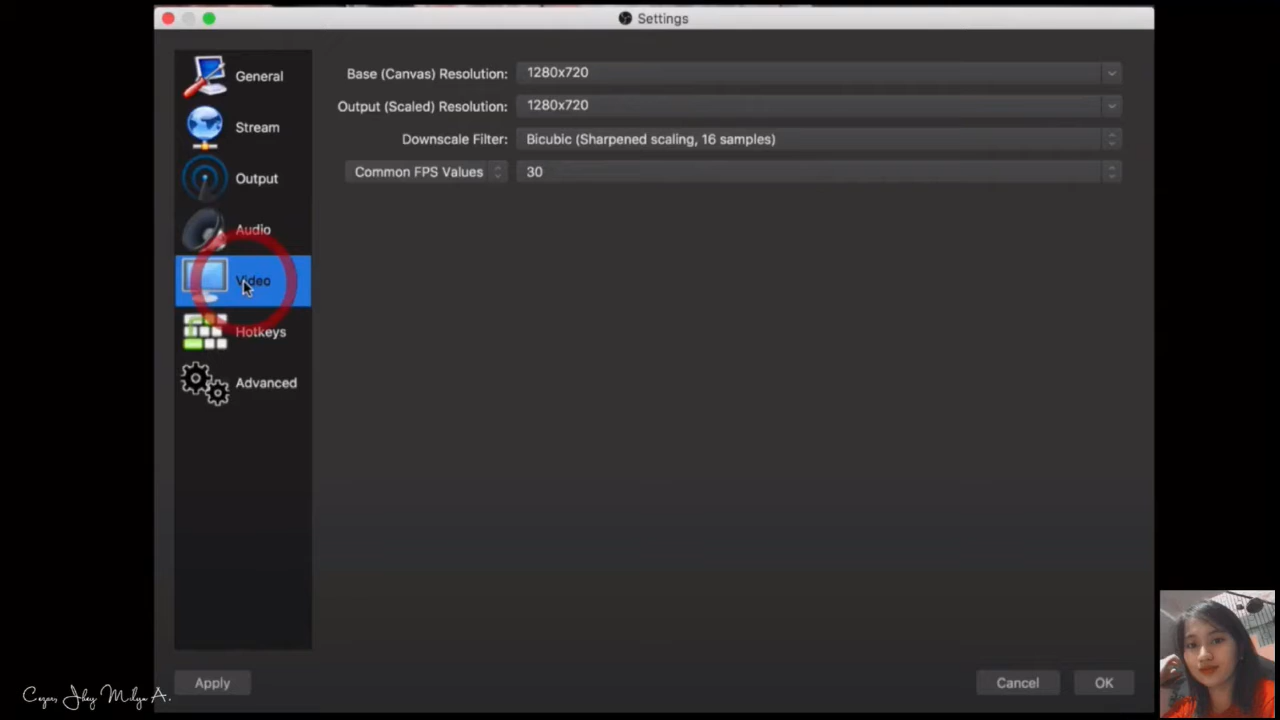 Settings
General
Stream
Output
Audio
Video
Hotkeys
Advanced
Base (Canvas) Resolution: 1280x720
Output (Scaled) Resolution: 1280x720
Downscale Filter: Bicubic (Sharpened scaling, 16 samples)
Common FPS Values 30
Apply
Cancel
OK